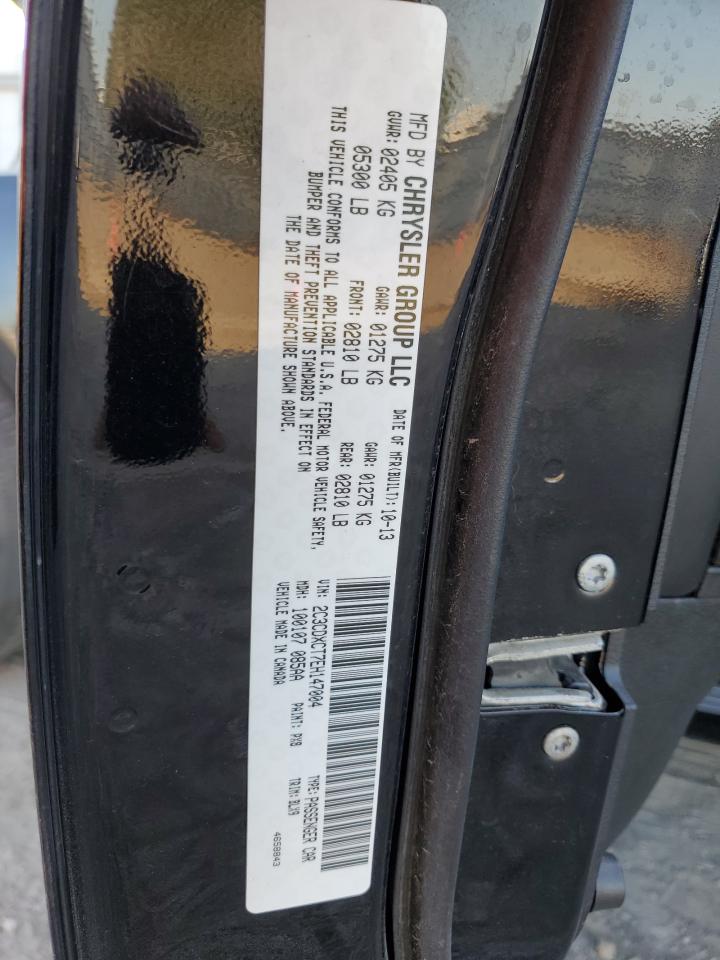 MFD BY CHRYSLER GROUP LLC DATE OF MFR(BUILT): 10-13
GVWR: 02405 KG GAWR: 01275 KG GAWR: 01275 KG
05300 LB FRONT: 02810 LB REAR: 02810 LB
THIS VEHICLE CONFORMS TO ALL APPLICABLE U.S.A. FEDERAL MOTOR VEHICLE SAFETY,
BUMPER AND THEFT PREVENTION STANDARDS IN EFFECT ON
THE DATE OF MANUFACTURE SHOWN ABOVE.
VIN: 2C3CDXCT7EH147004 TYPE: PASSENGER CAR
MDH: 100107 085AA PAINT: PX8 TRIM: BLX9
VEHICLE MADE IN CANADA 4658843